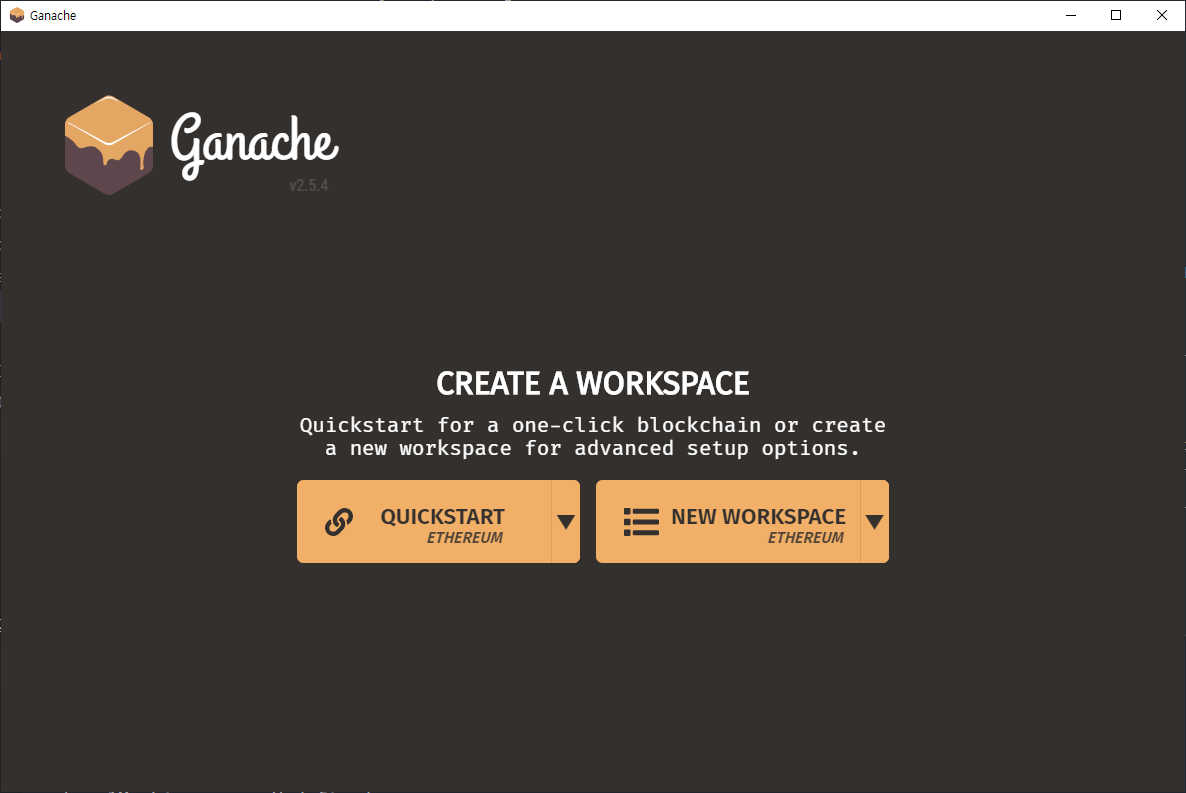 Ganache
Ganache
v2.5.4
CREATE A WORKSPACE
Quickstart for a one-click blockchain or create
a new workspace for advanced setup options.
QUICKSTART
ETHEREUM
NEW WORKSPACE
ETHEREUM